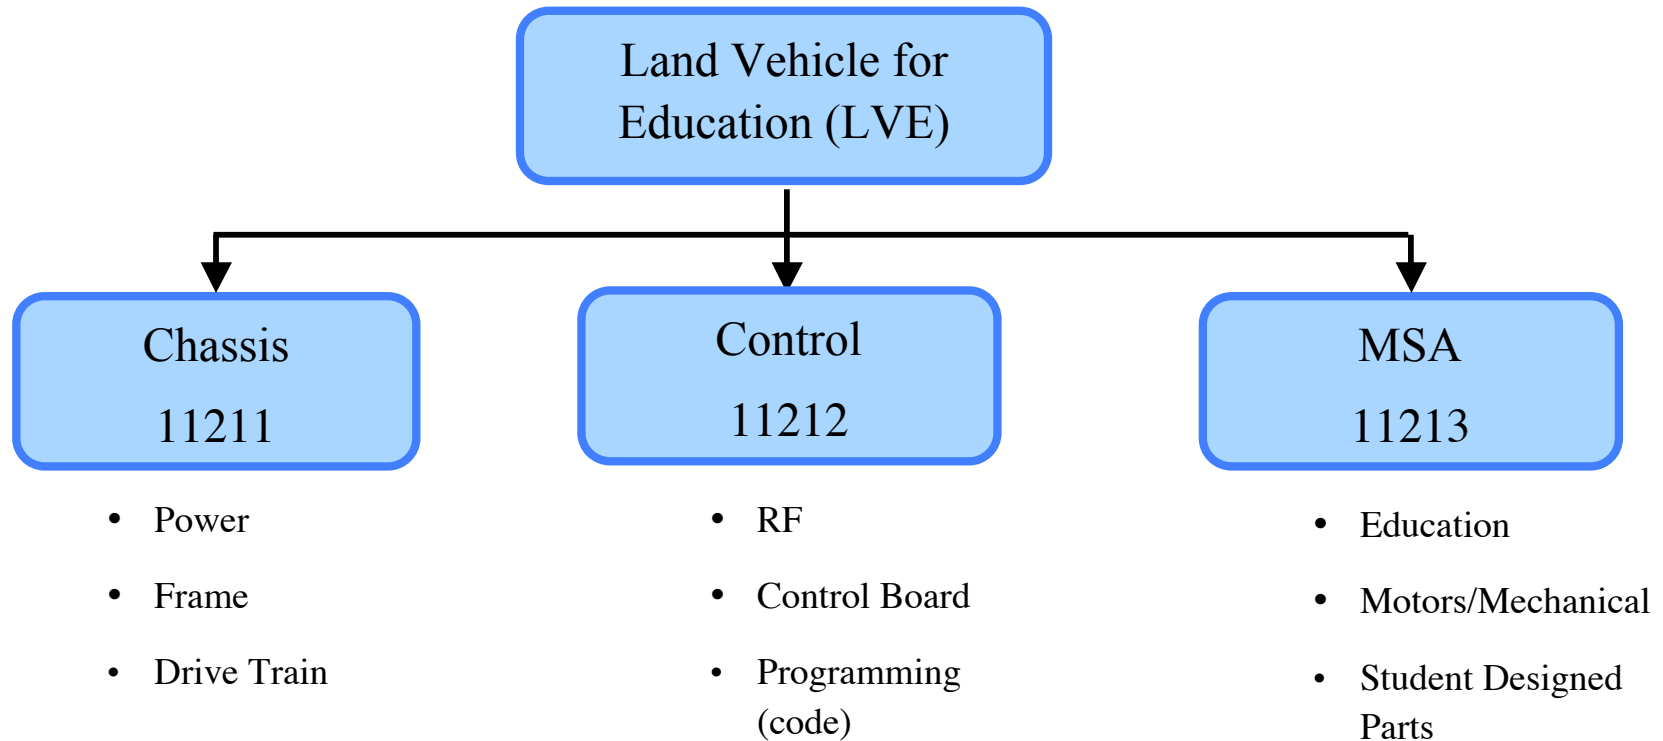 Land Vehicle for
Education (LVE)
Chassis
11211
Control
11212
MSA
11213
• Power
• Frame
• Drive Train
• RF
• Control Board
• Programming
(code)
• Education
• Motors/Mechanical
• Student Designed
Parts